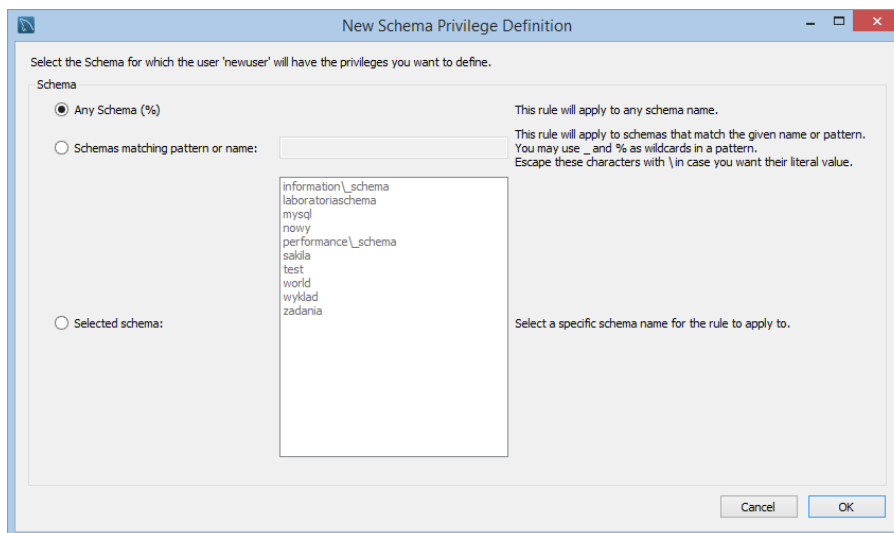 New Schema Privilege Definition
Select the Schema for which the user 'newuser' will have the privileges you want to define.
Schema
Any Schema (%)
This rule will apply to any schema name.
Schemas matching pattern or name:
This rule will apply to schemas that match the given name or pattern.
You may use _ and % as wildcards in a pattern.
Escape these characters with \ in case you want their literal value.
information\_schema
laboratoriaschema
mysql
nowy
performance\_schema
sakila
test
world
wyklad
zadania
Selected schema:
Select a specific schema name for the rule to apply to.
Cancel
OK